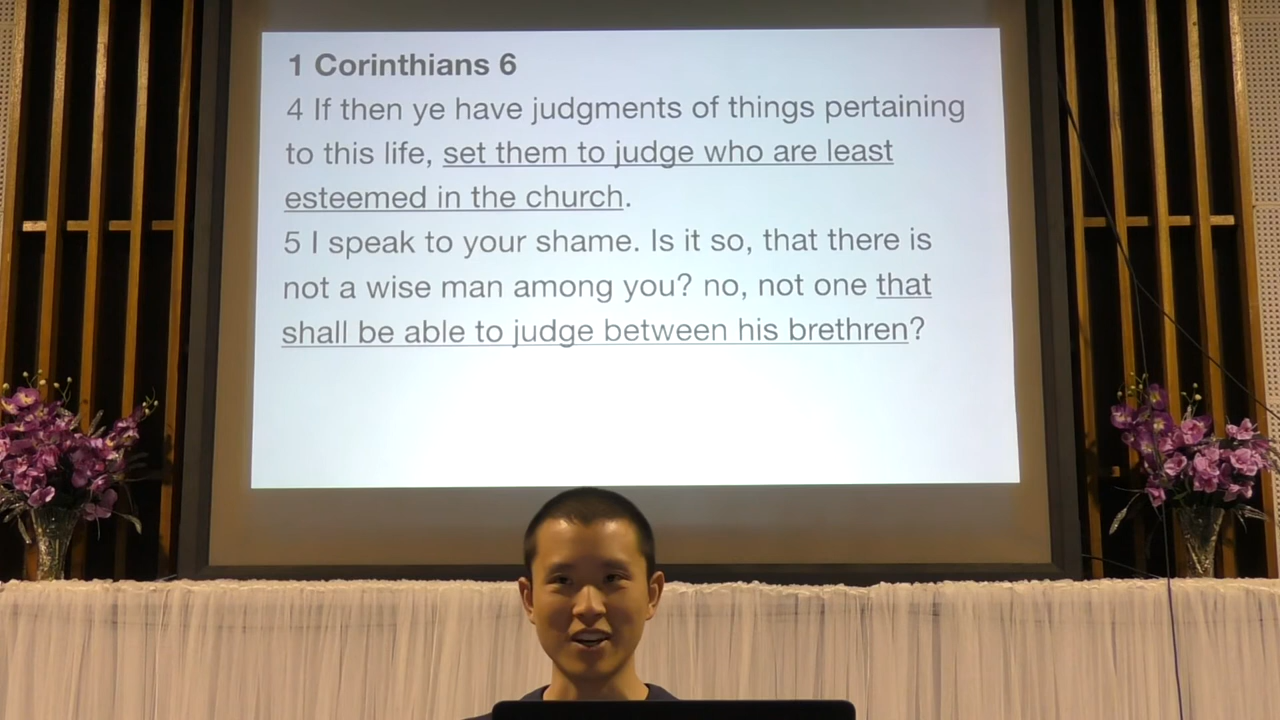 1 Corinthians 6
4 If then ye have judgments of things pertaining
to this life, set them to judge who are least
esteemed in the church.
5 I speak to your shame. Is it so, that there is
not a wise man among you? no, not one that
shall be able to judge between his brethren?